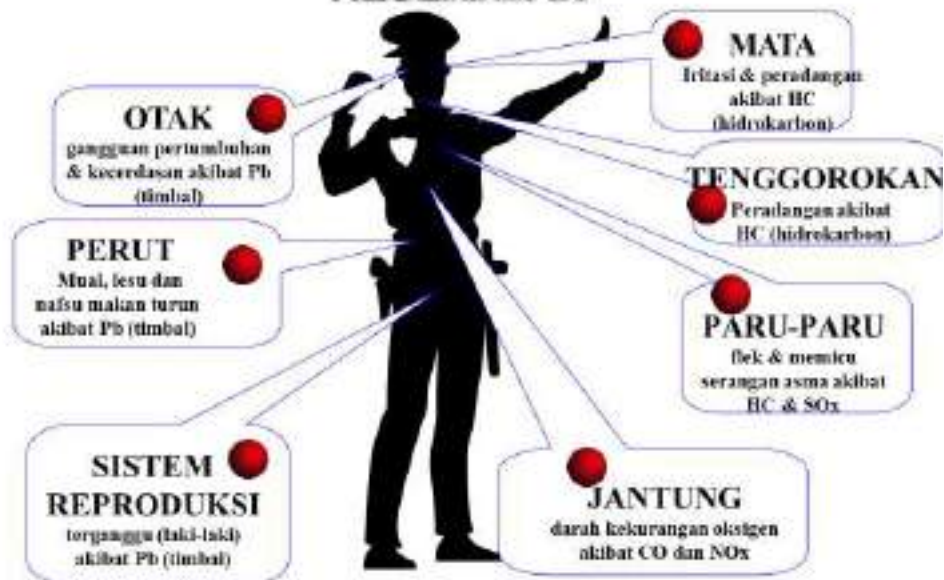 MATA
Iritasi & peradangan
akibat HC
(hidrokarbon)
OTAK
gangguan pertumbuhan
& kecerdasan akibat Pb
(timbal)
TENGGOROKAN
Peradangan akibat
HC (hidrokarbon)
PERUT
Mual, lesu dan
nafsu makan turun
akibat Pb (timbal)
PARU-PARU
flek & memicu
serangan asma akibat
HC & SOx
SISTEM
REPRODUKSI
terganggu (laki-laki)
akibat Pb (timbal)
JANTUNG
darah kekurangan oksigen
akibat CO dan NOx